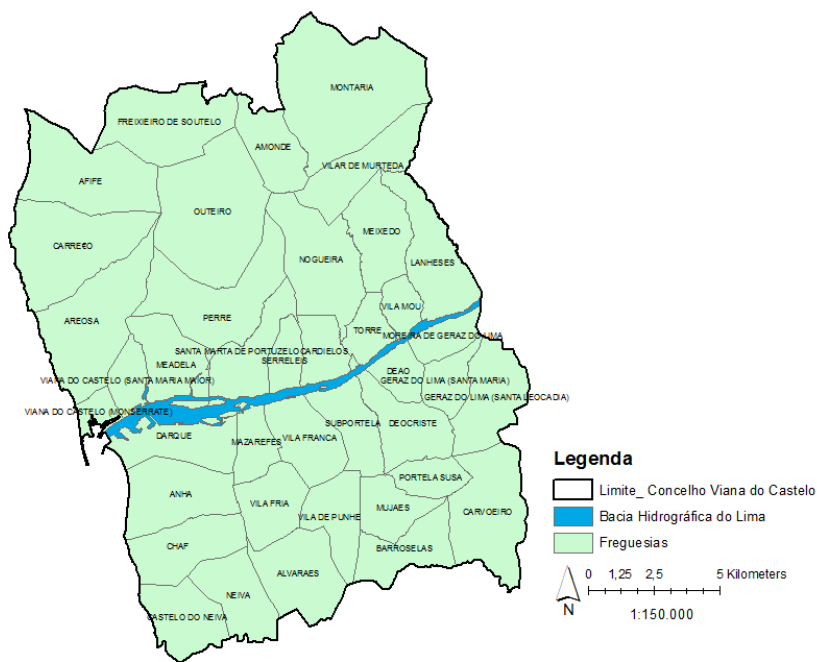 MONTARIA
FREIXIEIRO DE SOUTELO
AMONDE
VILAR DE MURTEDA
AFIFE
OUTEIRO
MEIXEDO
CARRE€O
NOGUEIRA
LANHESES
VILA MOU
AREOSA
PERRE
TORRE
MOREIRA DE GERAZ DO LIMA
SANTA MARTA DE PORTUZELO
CARDIELOS
SERRELEIS
MEADELA
DEAO
VIANA DO CASTELO (SANTA MARIA MAIOR)
GERAZ DO LIMA (SANTA MARIA)
GERAZ DO LIMA (SANTA LEOCADIA)
VIANA DO CASTELO (MONSERRATE)
SUBPORTELA
DEOCRISTE
DARQUE
MAZAREFES
VILA FRANCA
PORTELA SUSA
ANHA
VILA FRIA
MUJAES
CARVOEIRO
VILA DE PUNHE
CHAF
BARROSELAS
ALVARAES
NEIVA
CASTELO DO NEIVA
Legenda
Limite_ Concelho Viana do Castelo
Bacia Hidrográfica do Lima
Freguesias
0 1,25 2,5 5 Kilometers
N
1:150.000